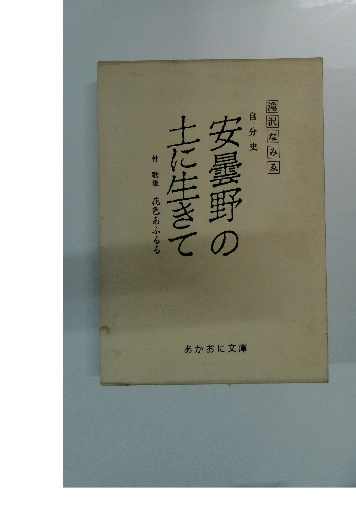 滝沢なみゑ
自分史
安曇野の
土に生きて
付 歌集 花色あふるる
あかおに文庫